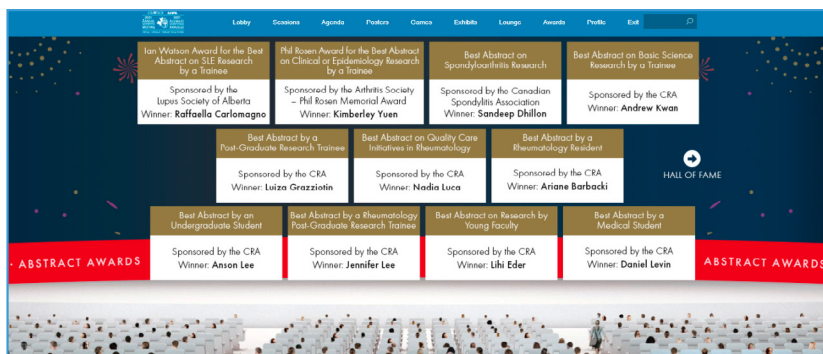 Lobby
Sessions
Agenda
Posters
Games
Exhibits
Lounge
Awards
Profile
Exit
Ian Watson Award for the Best
Abstract on SLE Research
by a Trainee
Sponsored by the
Lupus Society of Alberta
Winner: Raffaella Carlomagno
Phil Rosen Award for the Best Abstract
on Clinical or Epidemiology Research
by a Trainee
Sponsored by the Arthritis Society
– Phil Rosen Memorial Award
Winner: Kimberley Yuen
Best Abstract on
Spondyloarthritis Research
Sponsored by the Canadian
Spondylitis Association
Winner: Sandeep Dhillon
Best Abstract on Basic Science
Research by a Trainee
Sponsored by the CRA
Winner: Andrew Kwan
Best Abstract by a
Post-Graduate Research Trainee
Sponsored by the CRA
Winner: Luiza Grazziotin
Best Abstract on Quality Care
Initiatives in Rheumatology
Sponsored by the CRA
Winner: Nadia Luca
Best Abstract by a
Rheumatology Resident
Sponsored by the CRA
Winner: Ariane Barbacki
HALL OF FAME
Best Abstract by an
Undergraduate Student
Sponsored by the CRA
Winner: Anson Lee
Best Abstract by a Rheumatology
Post-Graduate Research Trainee
Sponsored by the CRA
Winner: Jennifer Lee
Best Abstract on Research by
Young Faculty
Sponsored by the CRA
Winner: Lihi Eder
Best Abstract by a
Medical Student
Sponsored by the CRA
Winner: Daniel Levin
ABSTRACT AWARDS
ABSTRACT AWARDS